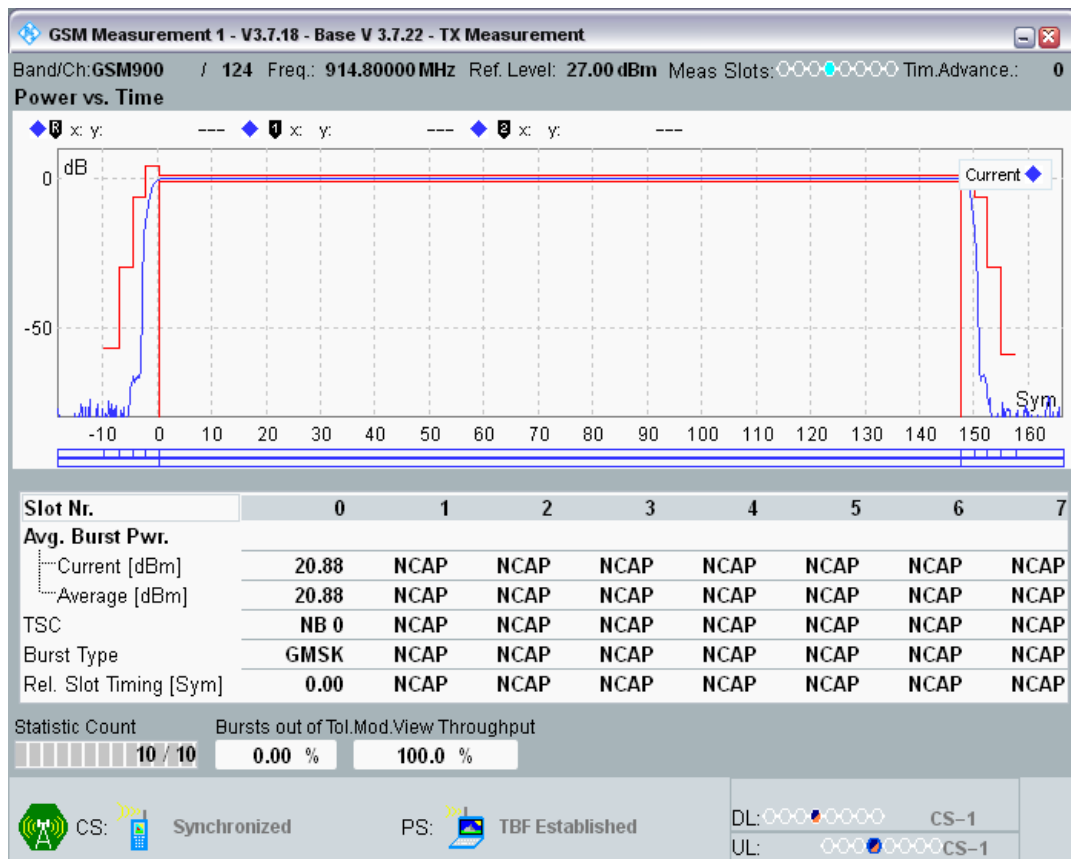 GSM Measurement 1 - V3.7.18 - Base V 3.7.22 - TX Measurement
Band/Ch:GSM900 / 124 Freq.: 914.80000 MHz Ref. Level: 27.00 dBm Meas Slots: Tim.Advance.: 0
Power vs. Time
R x: y: --- 1 x: y: --- 2 x: y: ---
dB
Current
0
-50
Sym
-10 0 10 20 30 40 50 60 70 80 90 100 110 120 130 140 150 160
Slot Nr. 0 1 2 3 4 5 6 7
Avg. Burst Pwr.
Current [dBm] 20.88 NCAP NCAP NCAP NCAP NCAP NCAP NCAP
Average [dBm] 20.88 NCAP NCAP NCAP NCAP NCAP NCAP NCAP
TSC NB 0 NCAP NCAP NCAP NCAP NCAP NCAP NCAP
Burst Type GMSK NCAP NCAP NCAP NCAP NCAP NCAP NCAP
Rel. Slot Timing [Sym] 0.00 NCAP NCAP NCAP NCAP NCAP NCAP NCAP
Statistic Count Bursts out of Tol.Mod.View Throughput
10 / 10 0.00 % 100.0 %
CS: Synchronized PS: TBF Established
DL: CS-1
UL: CS-1